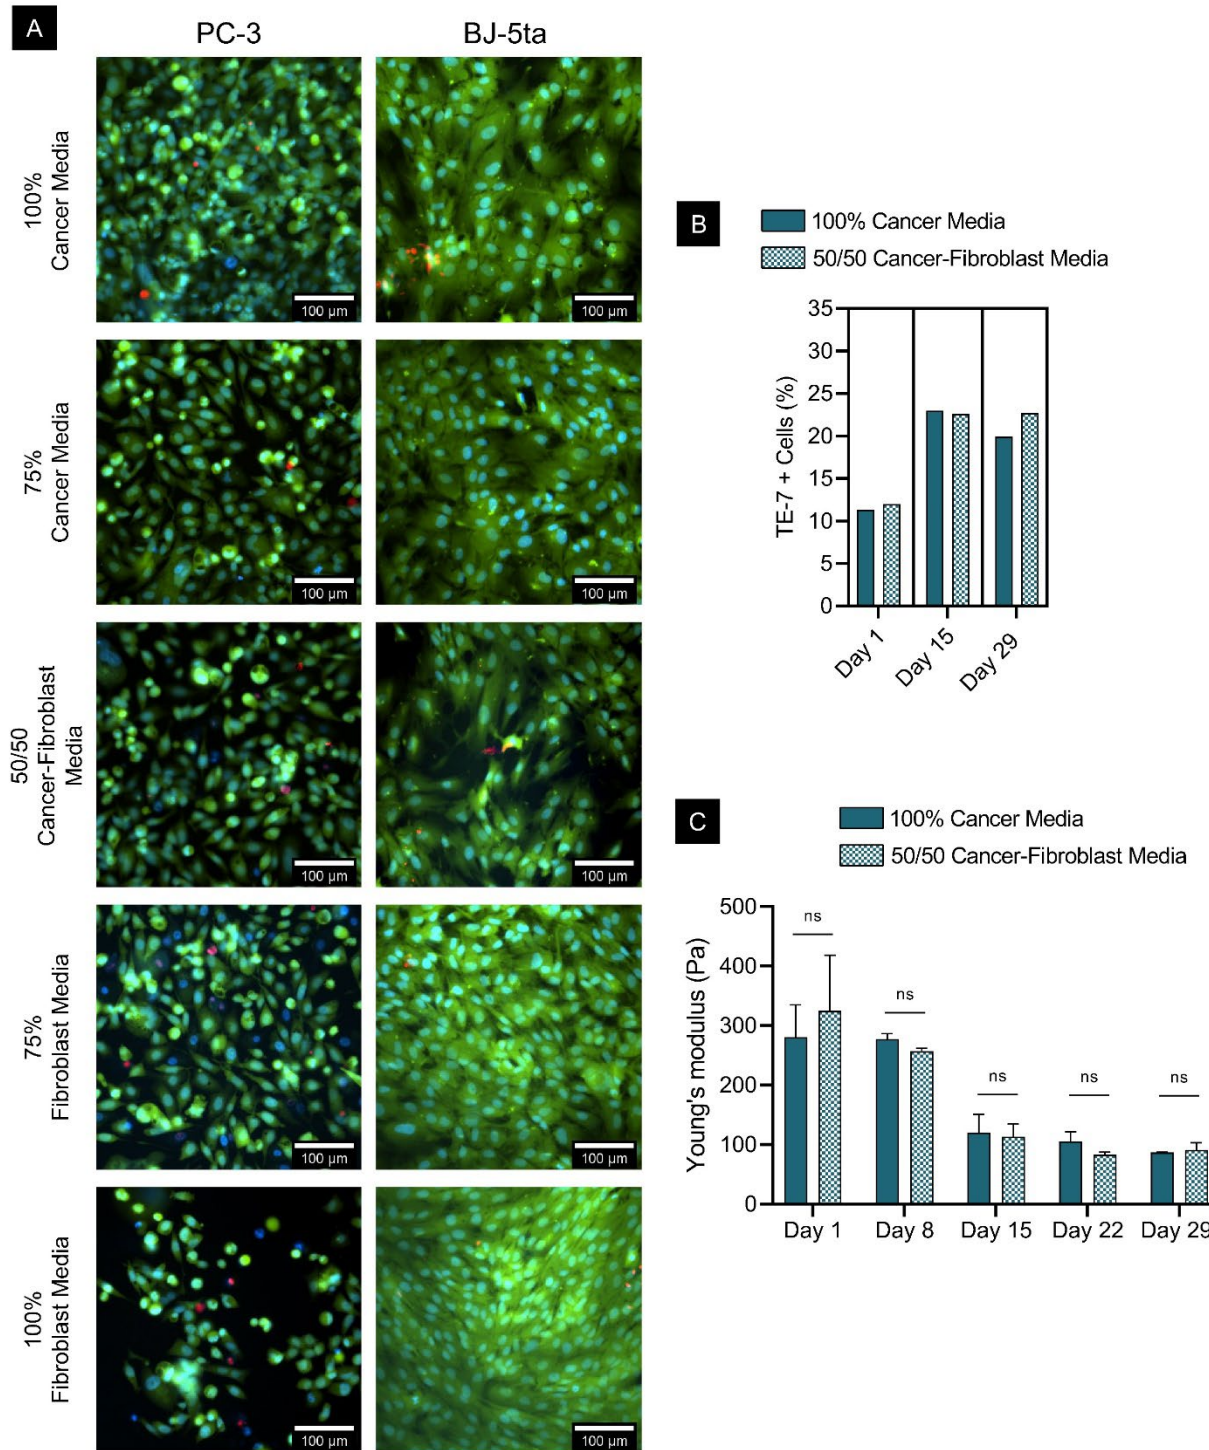 A
PC-3
BJ-5ta
100%
Cancer Media
100 µm
100 µm
75%
Cancer Media
100 µm
100 µm
50/50
Cancer-Fibroblast
Media
100 µm
100 µm
75%
Fibroblast Media
100 µm
100 µm
100%
Fibroblast Media
100 µm
100 µm
B
100% Cancer Media
50/50 Cancer-Fibroblast Media
TE-7 + Cells (%)
35
30
25
20
15
10
5
0
Day 1
Day 15
Day 29
C
100% Cancer Media
50/50 Cancer-Fibroblast Media
Young's modulus (Pa)
500
400
300
200
100
0
ns
ns
ns
ns
ns
Day 1
Day 8
Day 15
Day 22
Day 29